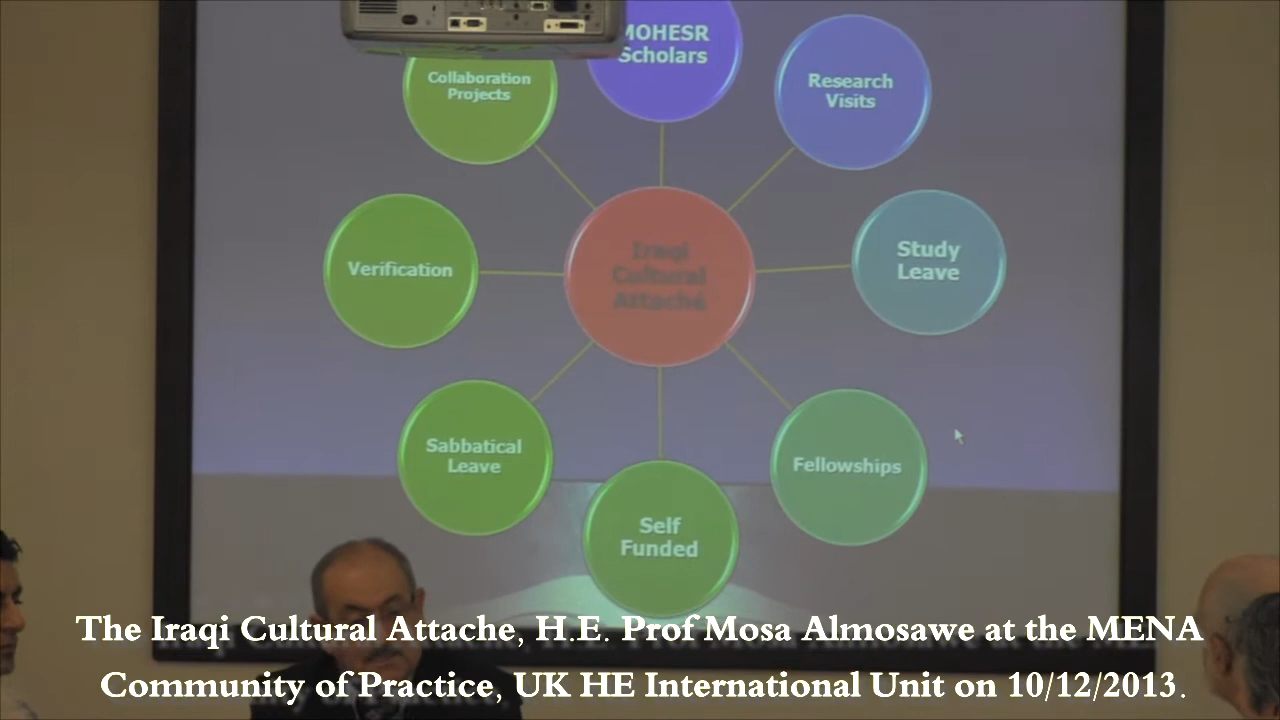 MOHESR
Scholars
Collaboration
Projects
Research
Visits
Verification
Iraqi
Cultural
Attaché
Study
Leave
Sabbatical
Leave
Fellowships
Self
Funded
The Iraqi Cultural Attache, H.E. Prof Mosa Almosawe at the MENA
Community of Practice, UK HE International Unit on 10/12/2013.